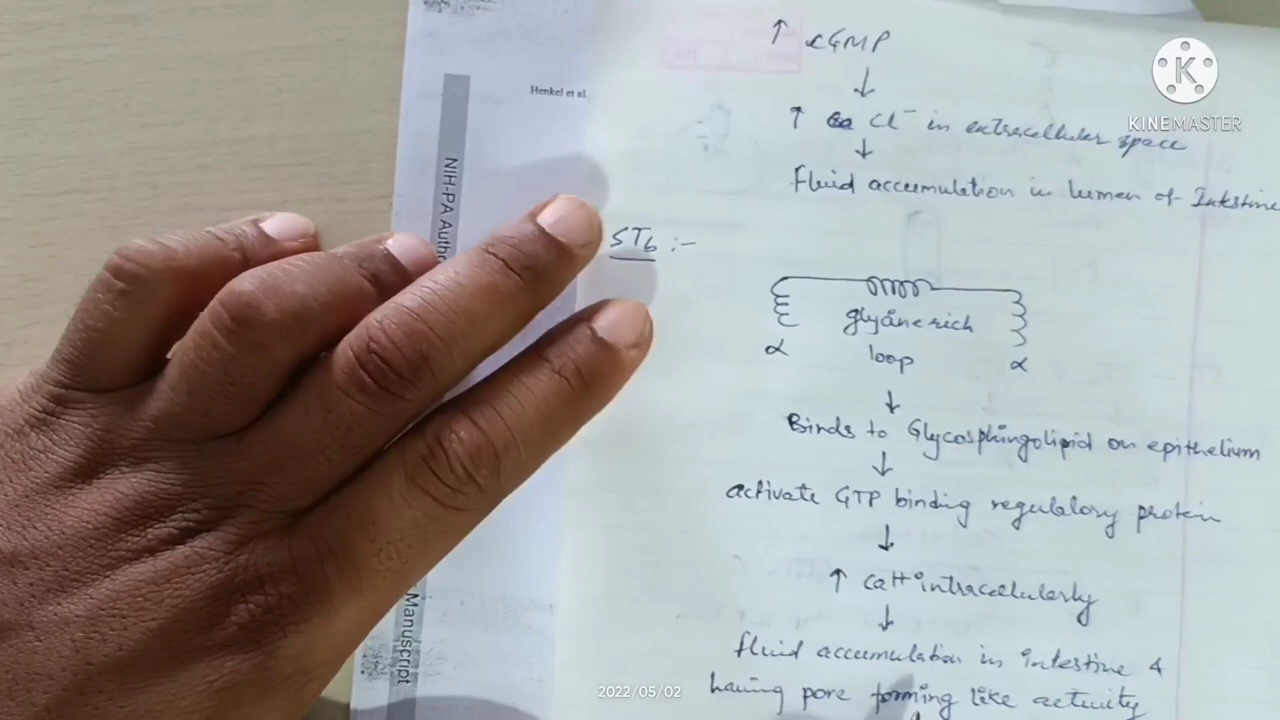 ↑ cGMP
↓
↑ Cl⁻ in extracellular space
↓
fluid accumulation in lumen of Intestine
STb :-
glycine rich
loop
α α
↓
Binds to Glycosphingolipid on epithelium
↓
activate GTP binding regulatory protein
↓
↑ Ca++ intracellularly
↓
fluid accumulation in intestine &
having pore forming like activity
Henkel et al.
NIH-PA Autho
Manuscript
K
KINEMASTER
2022/05/02